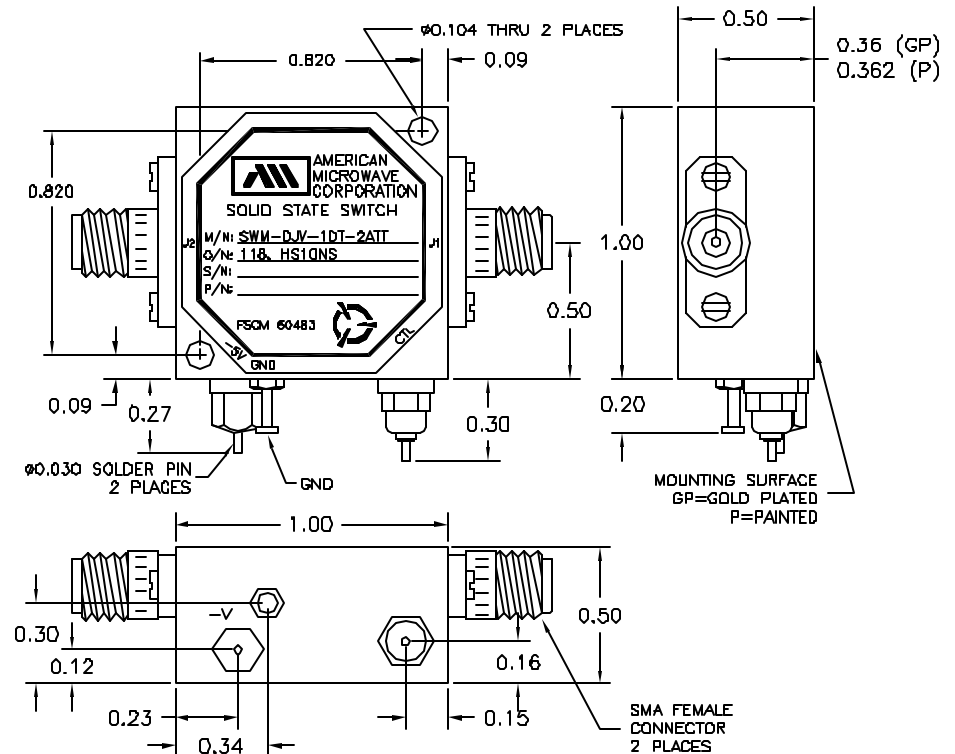 ø0.104 THRU 2 PLACES
0.50
0.820
0.09
0.36 (GP)
0.362 (P)
AMERICAN
MICROWAVE
CORPORATION
SOLID STATE SWITCH
0.820
J2
M/N: SWM-DJV-1DT-2ATT
J1
O/N: 118, HS10NS
S/N:
P/N:
1.00
0.50
FSCM 60483
-5V
GND
CTL
0.09
0.27
0.30
0.20
ø0.030 SOLDER PIN
2 PLACES
GND
MOUNTING SURFACE
GP=GOLD PLATED
P=PAINTED
1.00
-V
0.30
0.12
0.50
0.16
0.23
0.15
0.34
SMA FEMALE
CONNECTOR
2 PLACES